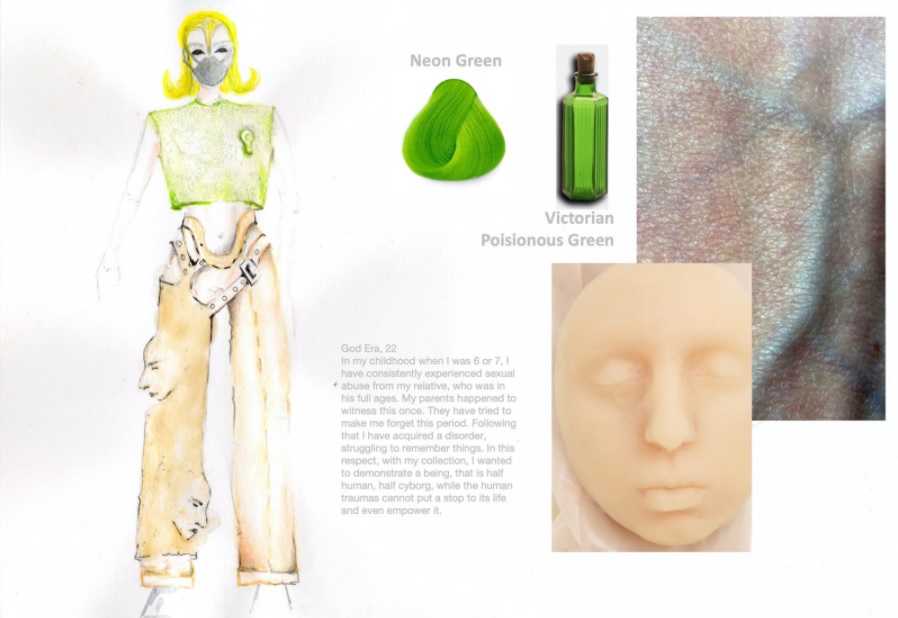 Neon Green
Victorian
Poisionous Green
God Era, 22
In my childhood when I was 6 or 7, I
have consistently experienced sexual
abuse from my relative, who was in
his full ages. My parents happened to
witness this once. They have tried to
make me forget this period. Following
that I have acquired a disorder,
struggling to remember things. In this
respect, with my collection, I wanted
to demonstrate a being, that is half
human, half cyborg, while the human
traumas cannot put a stop to its life
and even empower it.